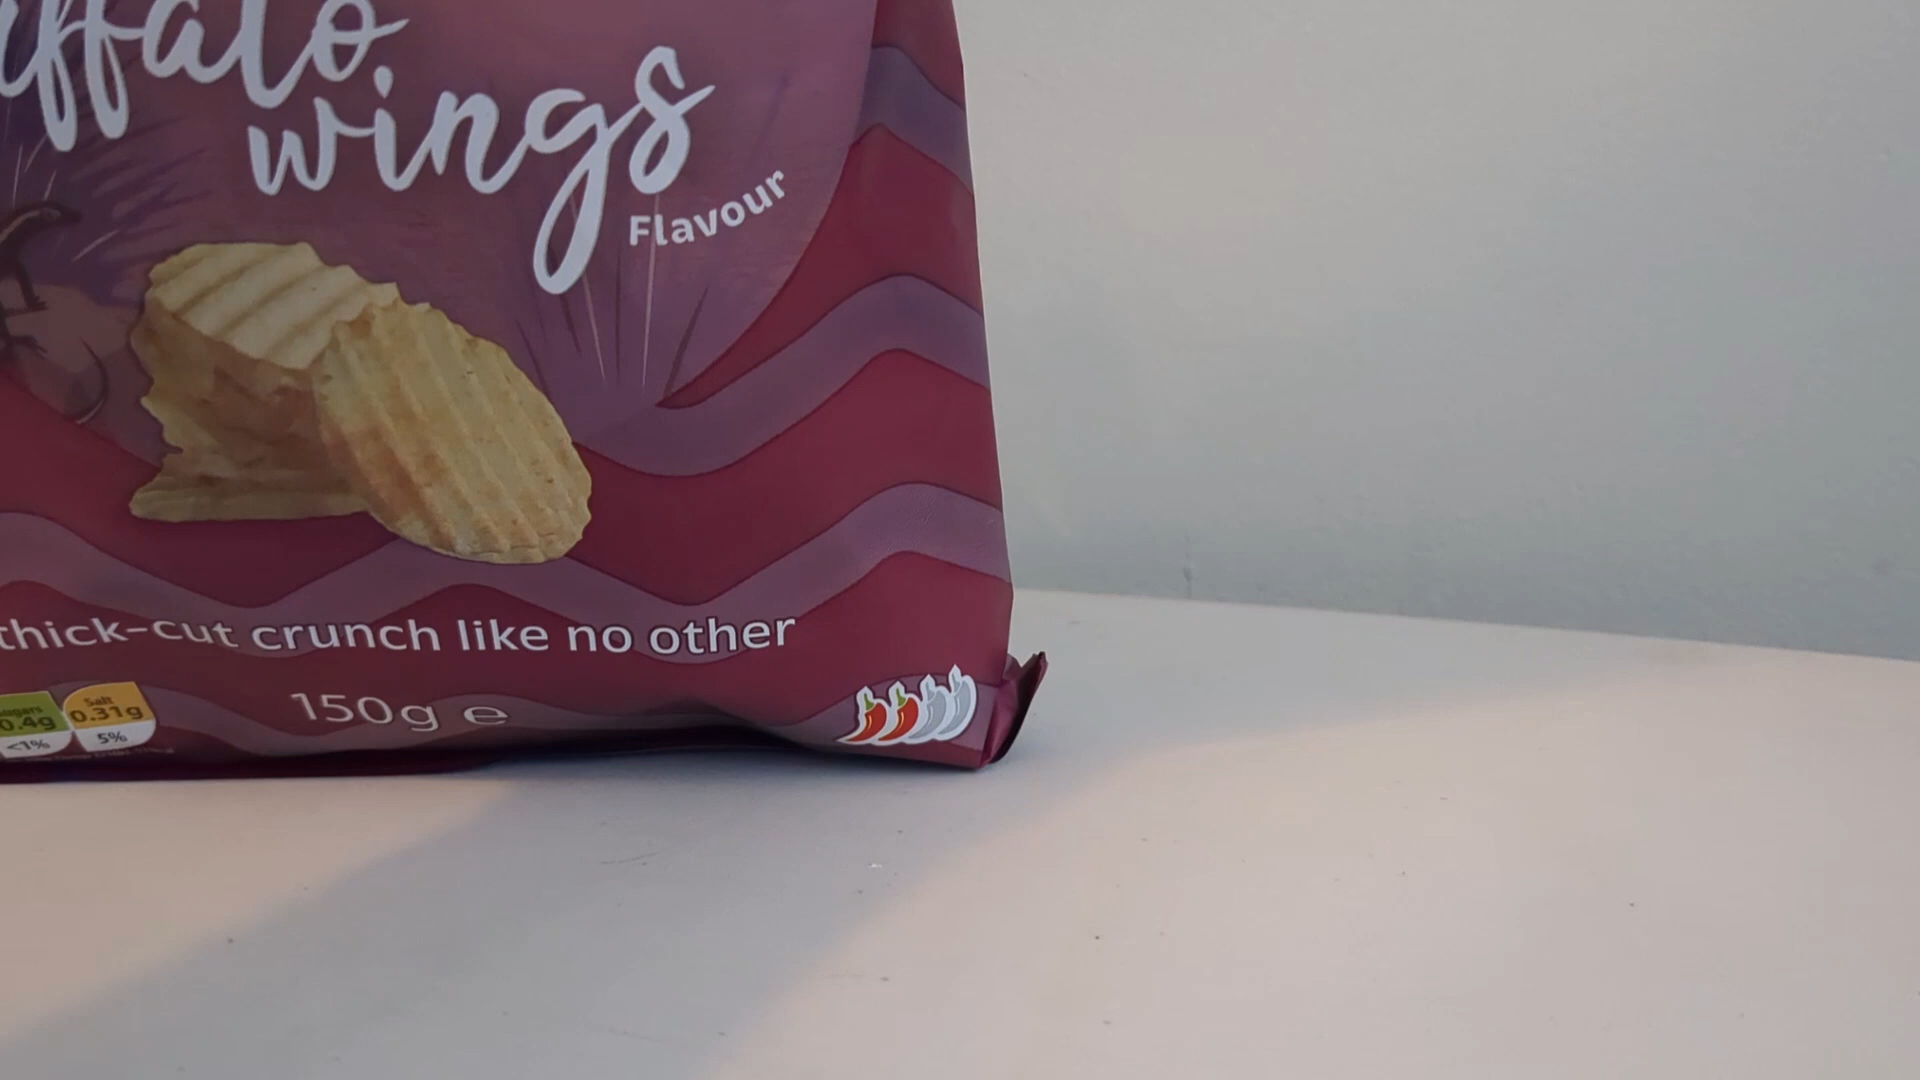 wings
Flavour
thick-cut crunch like no other
150g e
Salt
0.4g
0.31g
<1%
5%